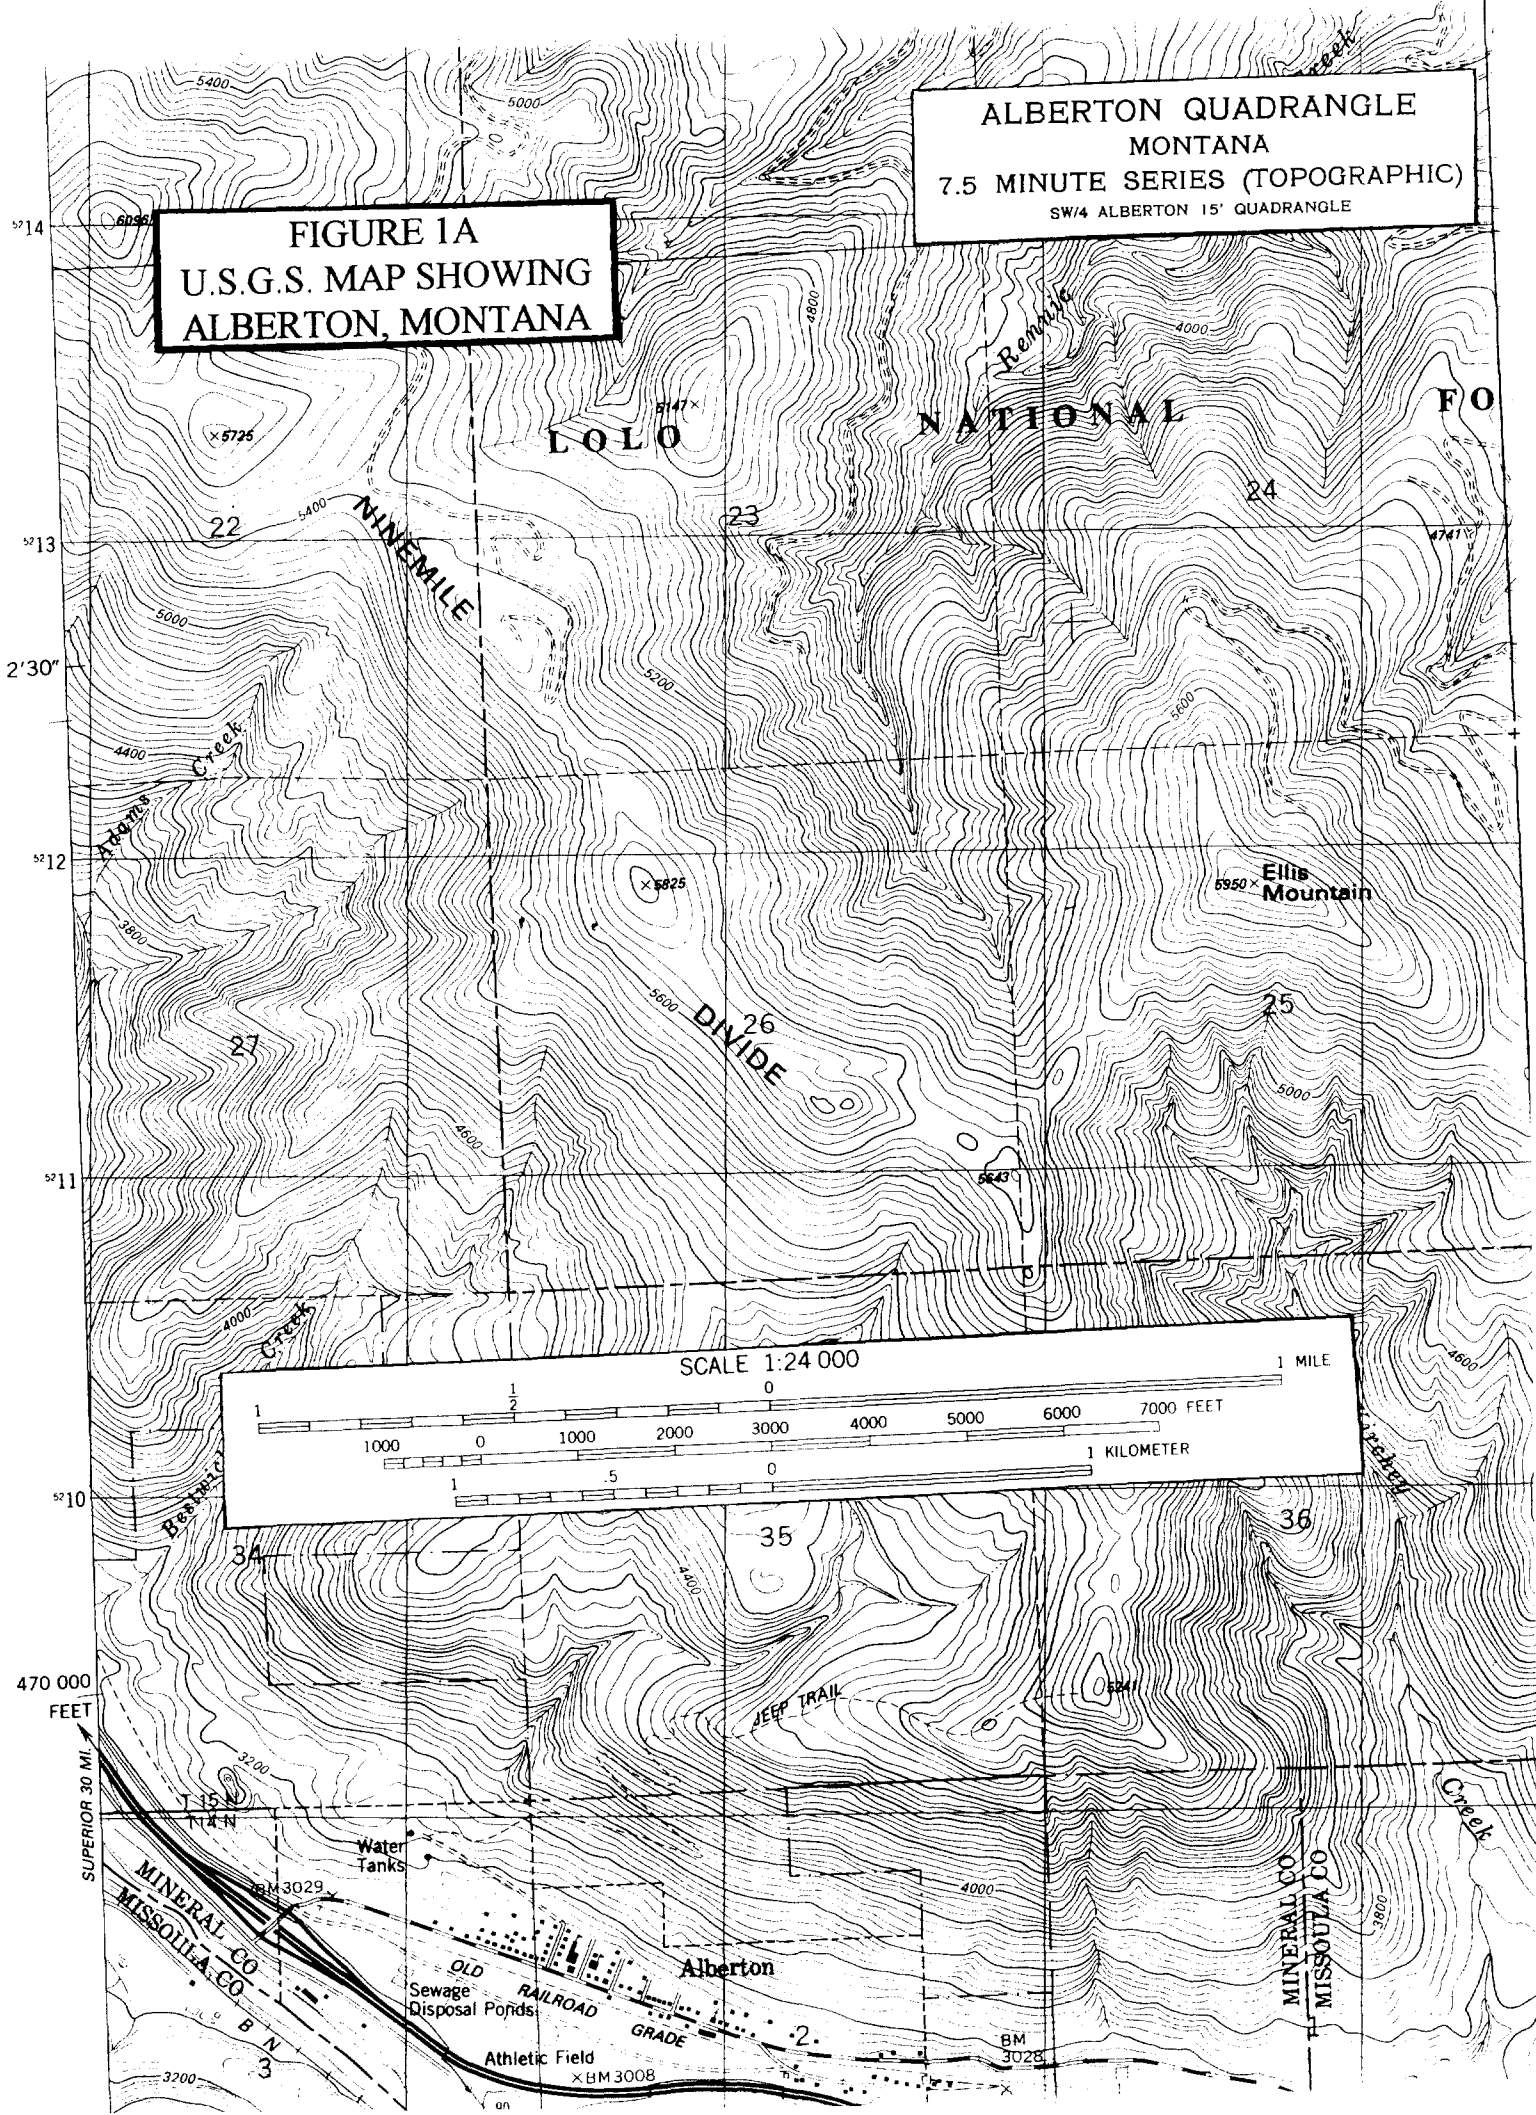 5400
5000
Creek
ALBERTON QUADRANGLE
MONTANA
7.5 MINUTE SERIES (TOPOGRAPHIC)
SW/4 ALBERTON 15' QUADRANGLE
5214
6096
FIGURE 1A
U.S.G.S. MAP SHOWING
ALBERTON, MONTANA
4800
Rennie
4000
5147
LOLO NATIONAL FO
5725
22
5400
NINEMILE
23
24
5213
4741
5000
2'30"
5200
5600
4400
Adams Creek
5212
5825
5950
Ellis
Mountain
3800
5600
DIVIDE
26
25
27
5000
4600
5211
5643
4000
Creek
SCALE 1:24 000
1 1/2 0 1 MILE
1000 0 1000 2000 3000 4000 5000 6000 7000 FEET
1 .5 0 1 KILOMETER
4600
5210
34
35
36
4400
470 000
FEET
JEEP TRAIL
5241
SUPERIOR 30 MI.
3200
T 15 N
T 14 N
Creek
Water
Tanks
BM 3029
MINERAL CO
MISSOULA CO
4000
MINERAL CO
MISSOULA CO
3800
Alberton
OLD RAILROAD GRADE
Sewage
Disposal Ponds
B N
3
2
BM
3028
Athletic Field
BM 3008
3200
90